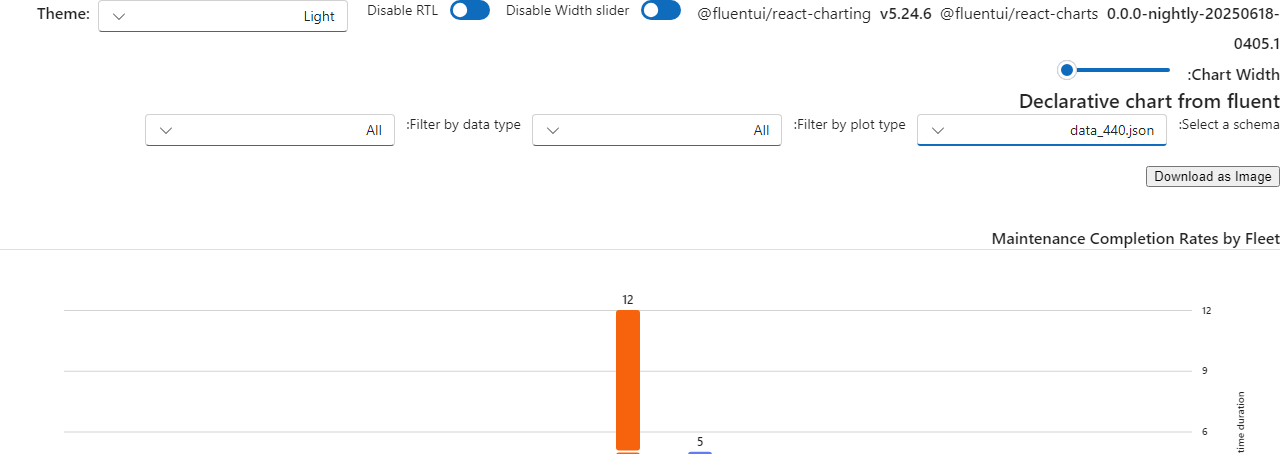 Theme: Light Disable RTL Disable Width slider @fluentui/react-charting v5.24.6 @fluentui/react-charts 0.0.0-nightly-20250618-
0405.1
Chart Width:
Declarative chart from fluent
Select a schema: data_440.json Filter by plot type: All Filter by data type: All
Download as Image
Maintenance Completion Rates by Fleet
12
12
9
6
5
time duration